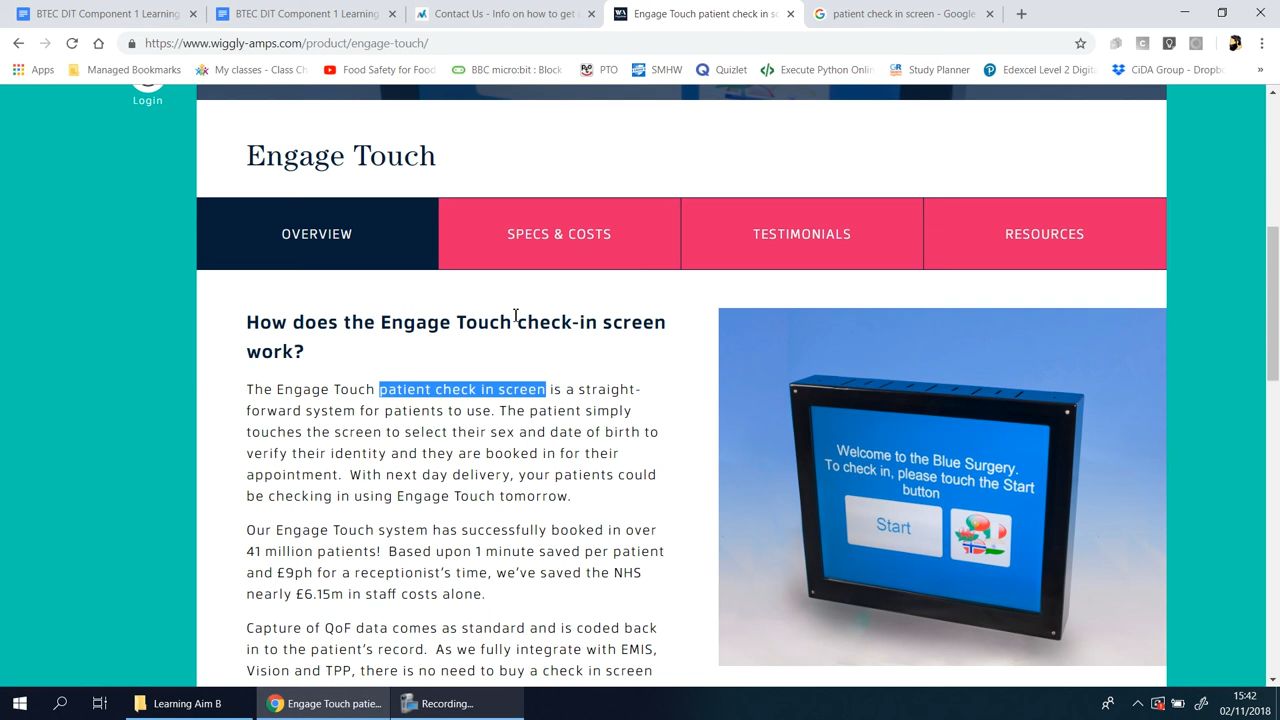 BTEC DIT Component 1 Learning
BTEC DIT Component 1 Learning
Contact Us - Info on how to get i
Engage Touch patient check in sc
patient check in screen - Google
https://www.wiggly-amps.com/product/engage-touch/
Apps
Managed Bookmarks
My classes - Class Ch
Food Safety for Food
BBC micro:bit : Block
PTO
SMHW
Quizlet
Execute Python Onlin
Study Planner
Edexcel Level 2 Digita
CiDA Group - Dropbo
Login
Engage Touch
OVERVIEW
SPECS & COSTS
TESTIMONIALS
RESOURCES
How does the Engage Touch check-in screen
work?
The Engage Touch patient check in screen is a straight-
forward system for patients to use. The patient simply
touches the screen to select their sex and date of birth to
verify their identity and they are booked in for their
appointment. With next day delivery, your patients could
be checking in using Engage Touch tomorrow.
Our Engage Touch system has successfully booked in over
41 million patients! Based upon 1 minute saved per patient
and £9ph for a receptionist's time, we've saved the NHS
nearly £6.15m in staff costs alone.
Capture of QoF data comes as standard and is coded back
in to the patient's record. As we fully integrate with EMIS,
Vision and TPP, there is no need to buy a check in screen
Welcome to the Blue Surgery.
To check in, please touch the Start
button
Start
Learning Aim B
Engage Touch patie...
Recording...
15:42
02/11/2018